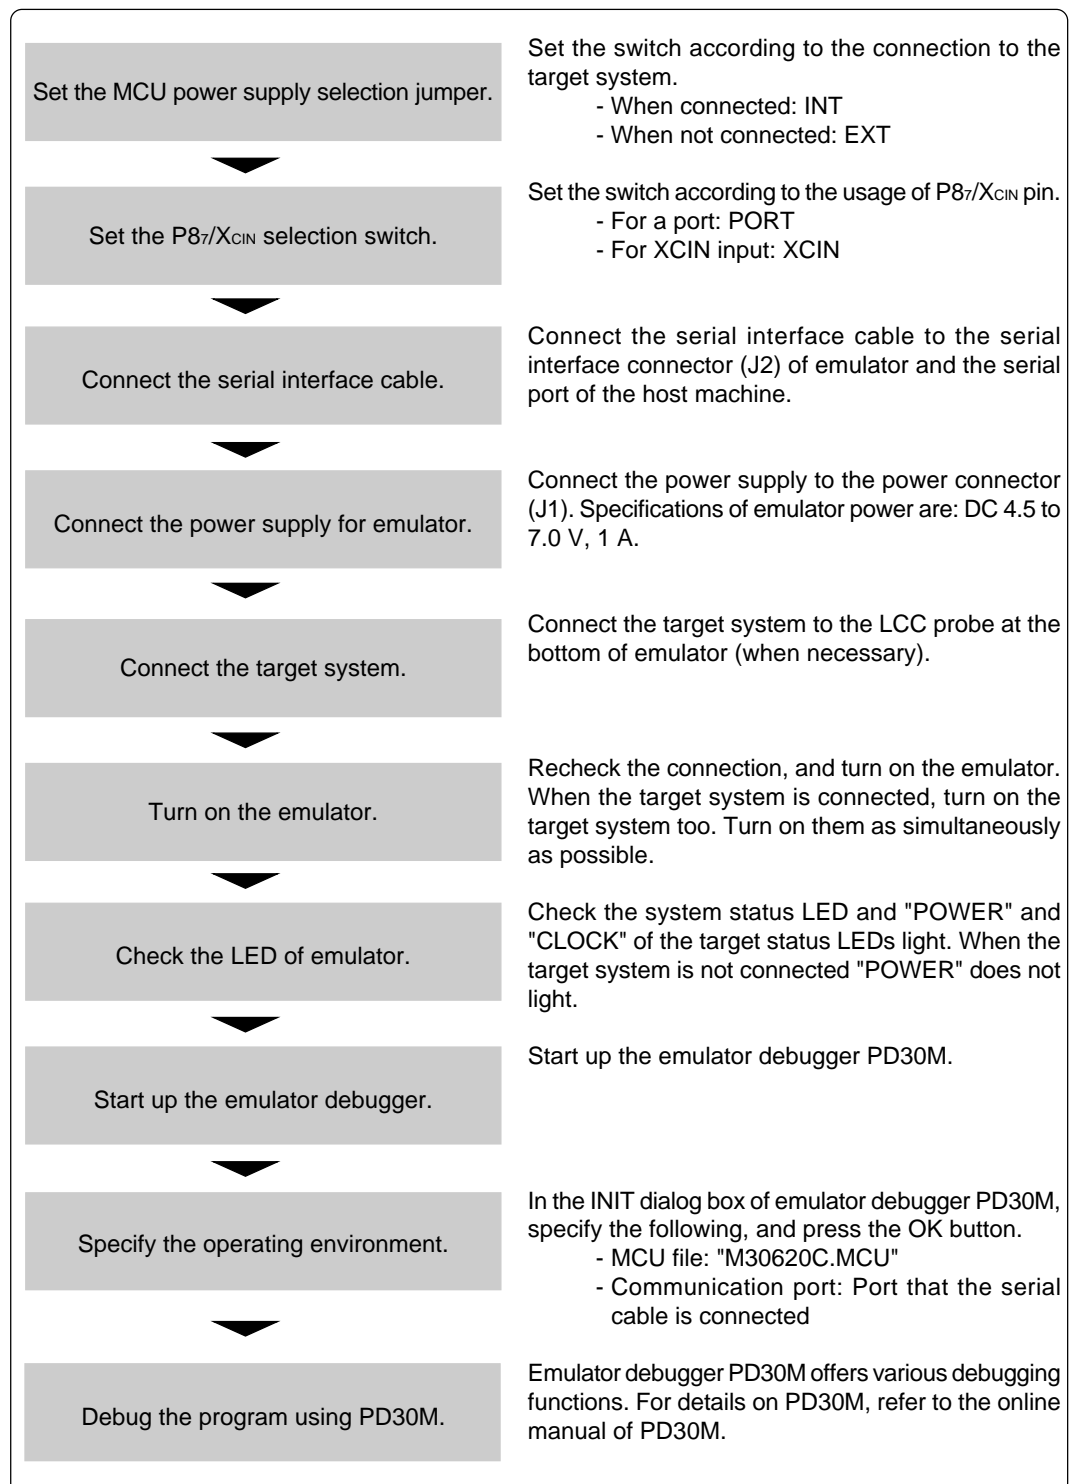 Set the MCU power supply selection jumper.
Set the switch according to the connection to the
target system.
- When connected: INT
- When not connected: EXT
Set the P87/XCIN selection switch.
Set the switch according to the usage of P87/XCIN pin.
- For a port: PORT
- For XCIN input: XCIN
Connect the serial interface cable.
Connect the serial interface cable to the serial
interface connector (J2) of emulator and the serial
port of the host machine.
Connect the power supply for emulator.
Connect the power supply to the power connector
(J1). Specifications of emulator power are: DC 4.5 to
7.0 V, 1 A.
Connect the target system.
Connect the target system to the LCC probe at the
bottom of emulator (when necessary).
Turn on the emulator.
Recheck the connection, and turn on the emulator.
When the target system is connected, turn on the
target system too. Turn on them as simultaneously
as possible.
Check the LED of emulator.
Check the system status LED and "POWER" and
"CLOCK" of the target status LEDs light. When the
target system is not connected "POWER" does not
light.
Start up the emulator debugger.
Start up the emulator debugger PD30M.
Specify the operating environment.
In the INIT dialog box of emulator debugger PD30M,
specify the following, and press the OK button.
- MCU file: "M30620C.MCU"
- Communication port: Port that the serial
cable is connected
Debug the program using PD30M.
Emulator debugger PD30M offers various debugging
functions. For details on PD30M, refer to the online
manual of PD30M.